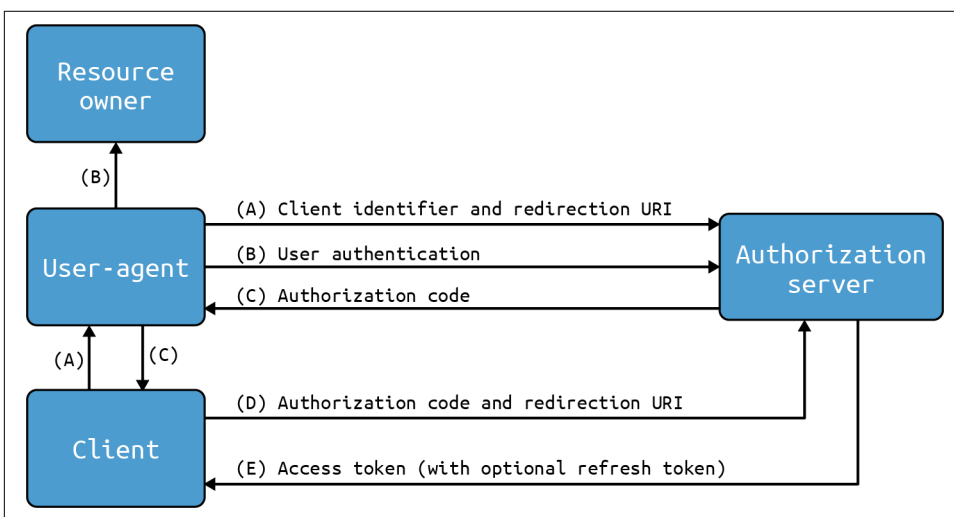 Resource
owner
(B)
(A) Client identifier and redirection URI
User-agent
(B) User authentication
Authorization
server
(C) Authorization code
(A)
(C)
(D) Authorization code and redirection URI
Client
(E) Access token (with optional refresh token)